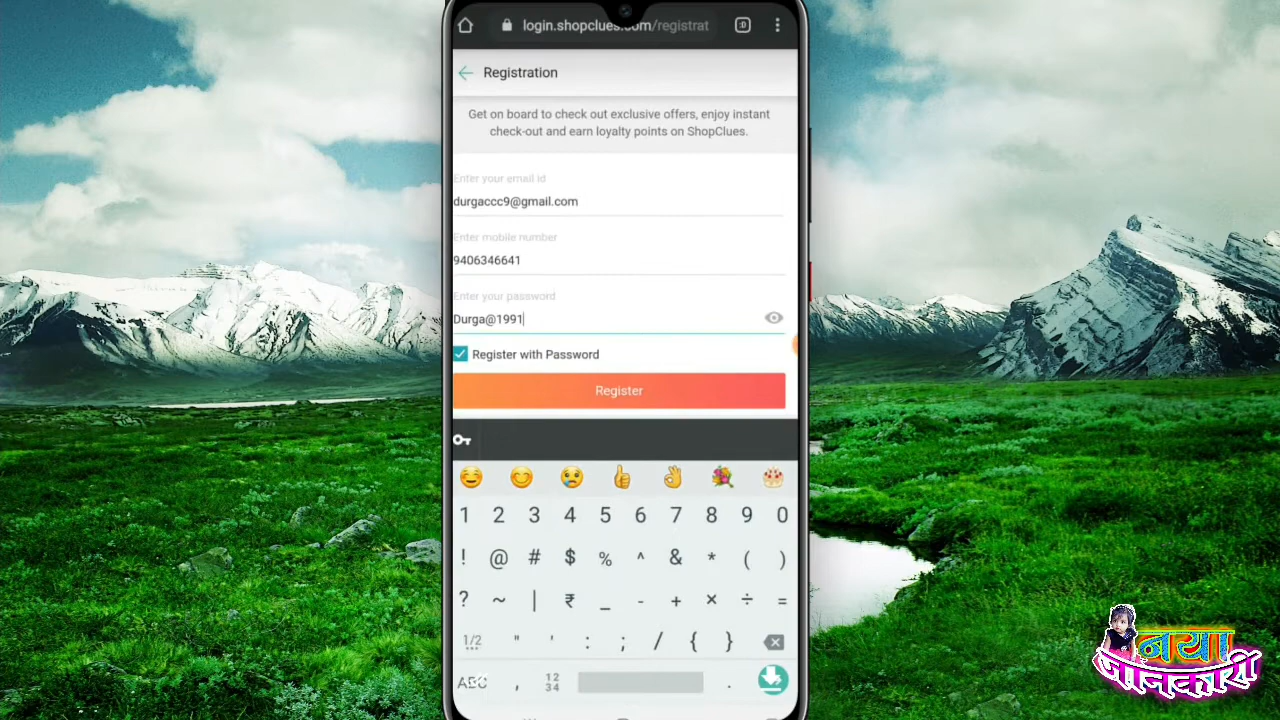 login.shopclues.com/registrat
:D
Registration
Get on board to check out exclusive offers, enjoy instant
check-out and earn loyalty points on ShopClues.
Enter your email id
durgaccc9@gmail.com
Enter mobile number
9406346641
Enter your password
Durga@1991
Register with Password
Register
1 2 3 4 5 6 7 8 9 0
! @ # $ % ^ & * ( )
? ~ | ₹ _ - + × ÷ =
1/2 " ' : ; / { }
ABC , 12 34 .
नया
जानकारी